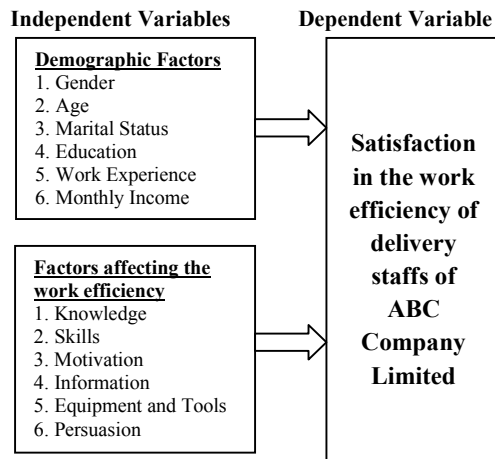 Independent Variables
Dependent Variable
Demographic Factors
1. Gender
2. Age
3. Marital Status
4. Education
5. Work Experience
6. Monthly Income
Factors affecting the
work efficiency
1. Knowledge
2. Skills
3. Motivation
4. Information
5. Equipment and Tools
6. Persuasion
Satisfaction
in the work
efficiency of
delivery
staffs of
ABC
Company
Limited